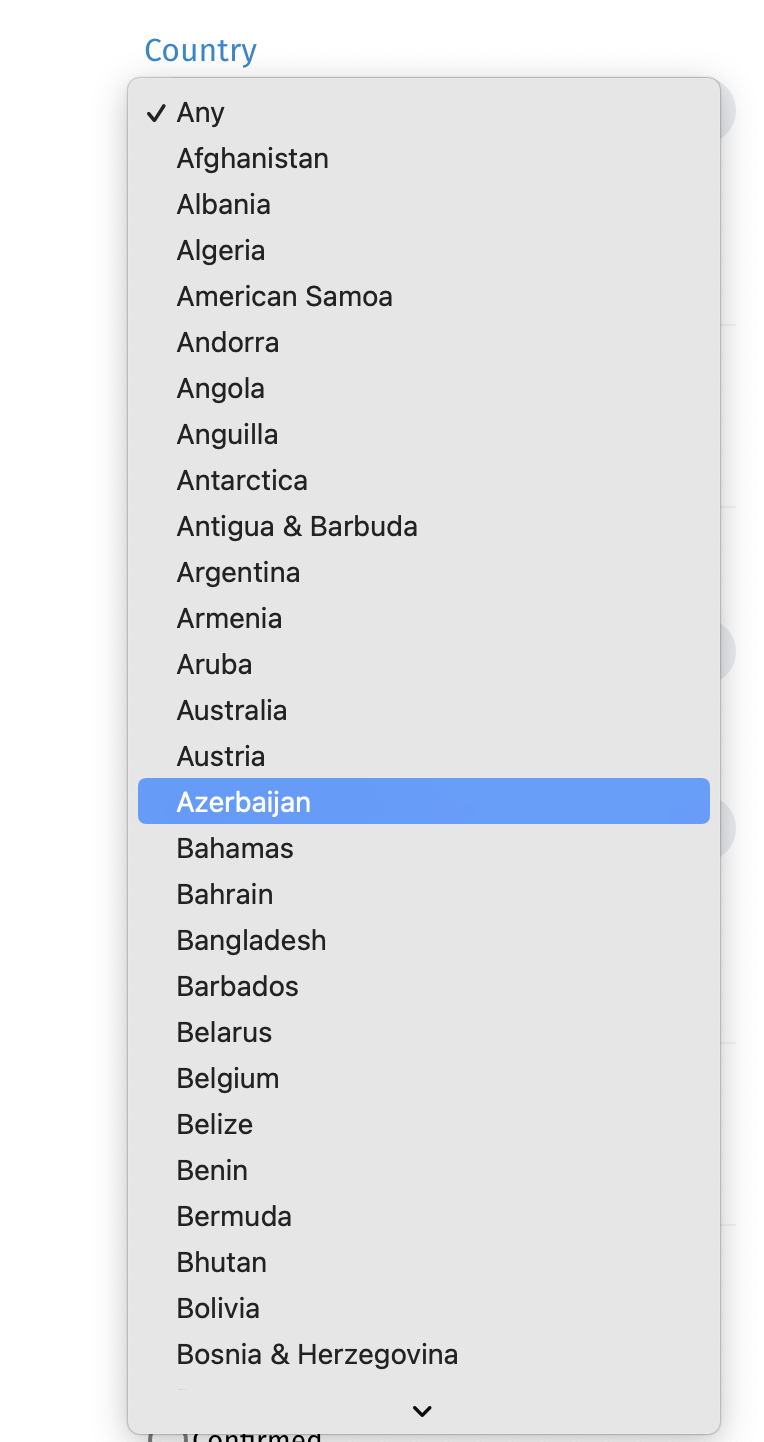 Country
✓ Any
Afghanistan
Albania
Algeria
American Samoa
Andorra
Angola
Anguilla
Antarctica
Antigua & Barbuda
Argentina
Armenia
Aruba
Australia
Austria
Azerbaijan
Bahamas
Bahrain
Bangladesh
Barbados
Belarus
Belgium
Belize
Benin
Bermuda
Bhutan
Bolivia
Bosnia & Herzegovina
Confirmed